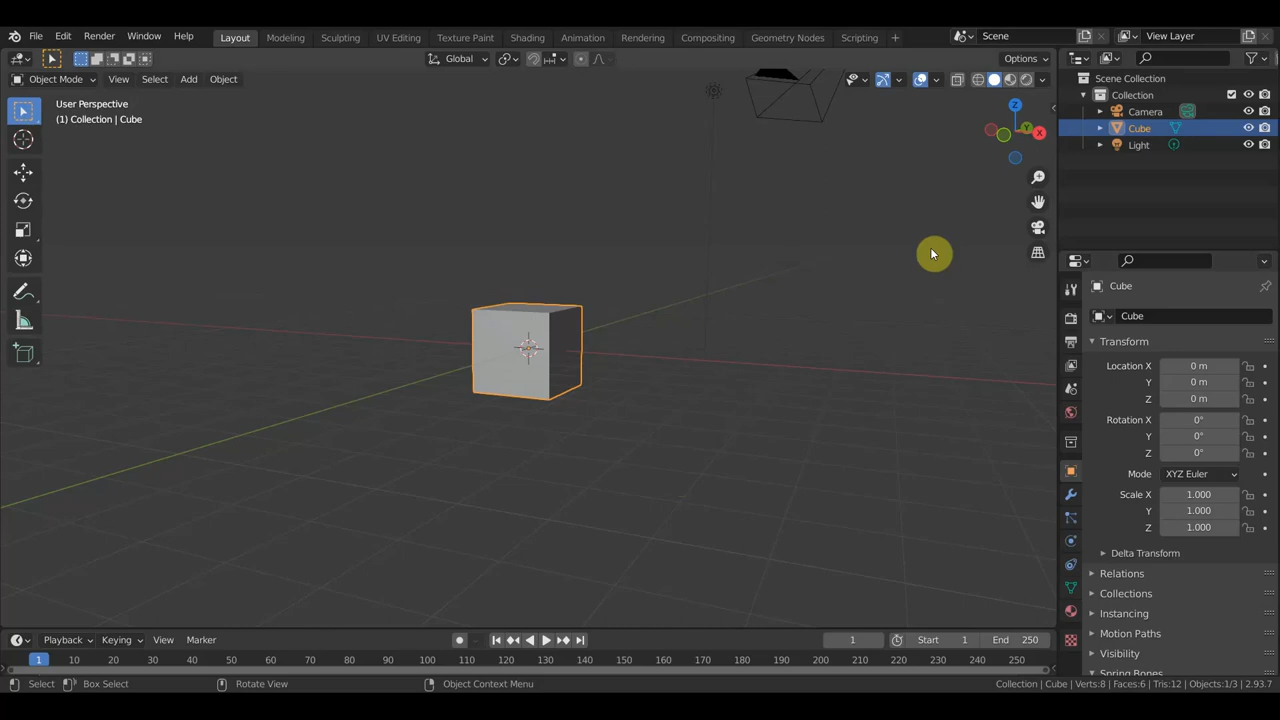 File Edit Render Window Help Layout Modeling Sculpting UV Editing Texture Paint Shading Animation Rendering Compositing Geometry Nodes Scripting + Scene View Layer
Global Options
Object Mode View Select Add Object
User Perspective
(1) Collection | Cube
Z
Y
X
Scene Collection
Collection
Camera
Cube
Light
Cube
Cube
Transform
Location X 0 m
Y 0 m
Z 0 m
Rotation X 0°
Y 0°
Z 0°
Mode XYZ Euler
Scale X 1.000
Y 1.000
Z 1.000
Delta Transform
Relations
Collections
Instancing
Motion Paths
Visibility
Spring Bones
Playback Keying View Marker 1 Start 1 End 250
1 10 20 30 40 50 60 70 80 90 100 110 120 130 140 150 160 170 180 190 200 210 220 230 240 250
Select Box Select Rotate View Object Context Menu Collection | Cube | Verts:8 | Faces:6 | Tris:12 | Objects:1/3 | 2.93.7